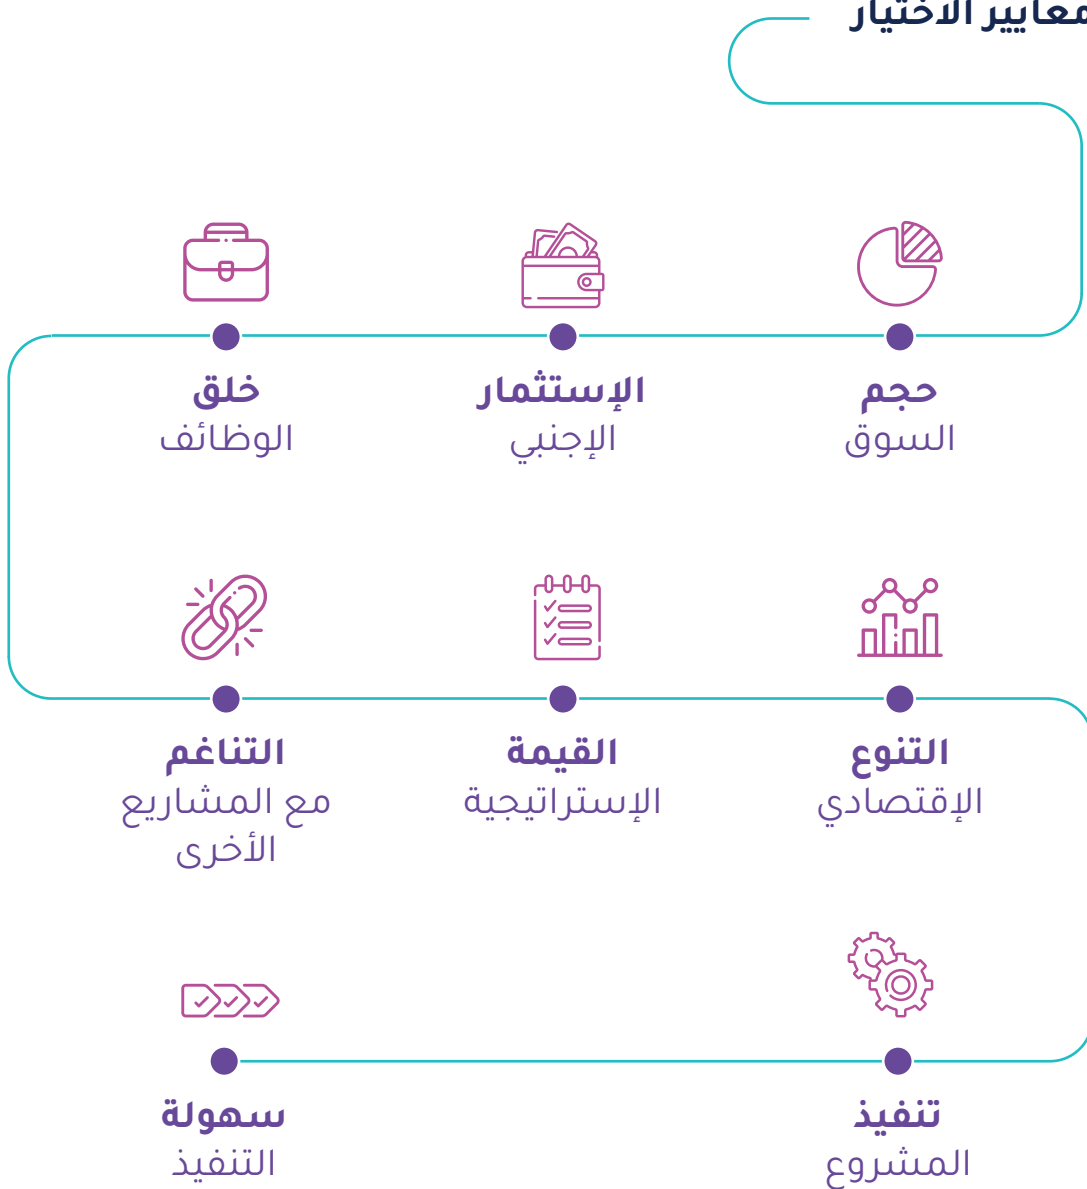 معايير الاختيار
حجم
السوق
الإستثمار
الإجنبي
خلق
الوظائف
التنوع
الإقتصادي
القيمة
الإستراتيجية
التناغم
مع المشاريع
الأخرى
تنفيذ
المشروع
سهولة
التنفيذ